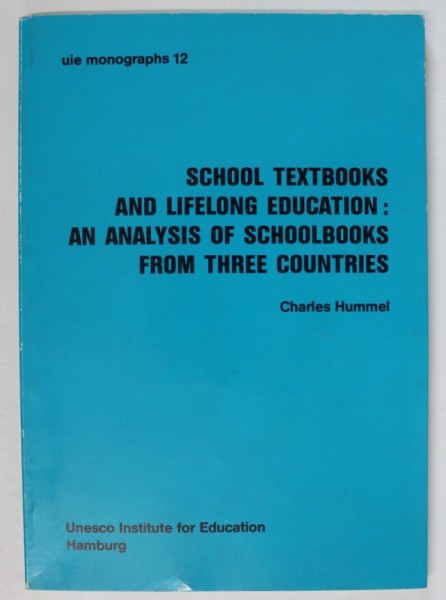 uie monographs 12
SCHOOL TEXTBOOKS
AND LIFELONG EDUCATION:
AN ANALYSIS OF SCHOOLBOOKS
FROM THREE COUNTRIES
Charles Hummel
Unesco Institute for Education
Hamburg